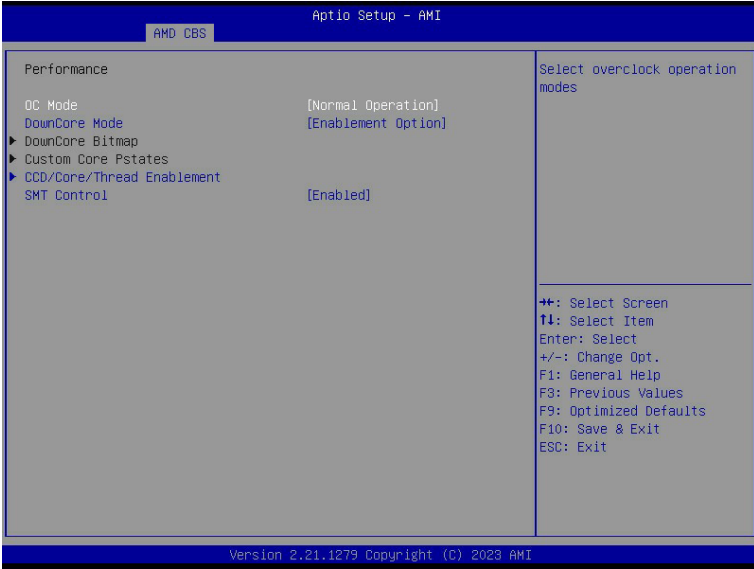 Aptio Setup – AMI
AMD CBS
Performance
OC Mode [Normal Operation]
DownCore Mode [Enablement Option]
DownCore Bitmap
Custom Core Pstates
CCD/Core/Thread Enablement
SMT Control [Enabled]
Select overclock operation
modes
→←: Select Screen
↑↓: Select Item
Enter: Select
+/-: Change Opt.
F1: General Help
F3: Previous Values
F9: Optimized Defaults
F10: Save & Exit
ESC: Exit
Version 2.21.1279 Copyright (C) 2023 AMI